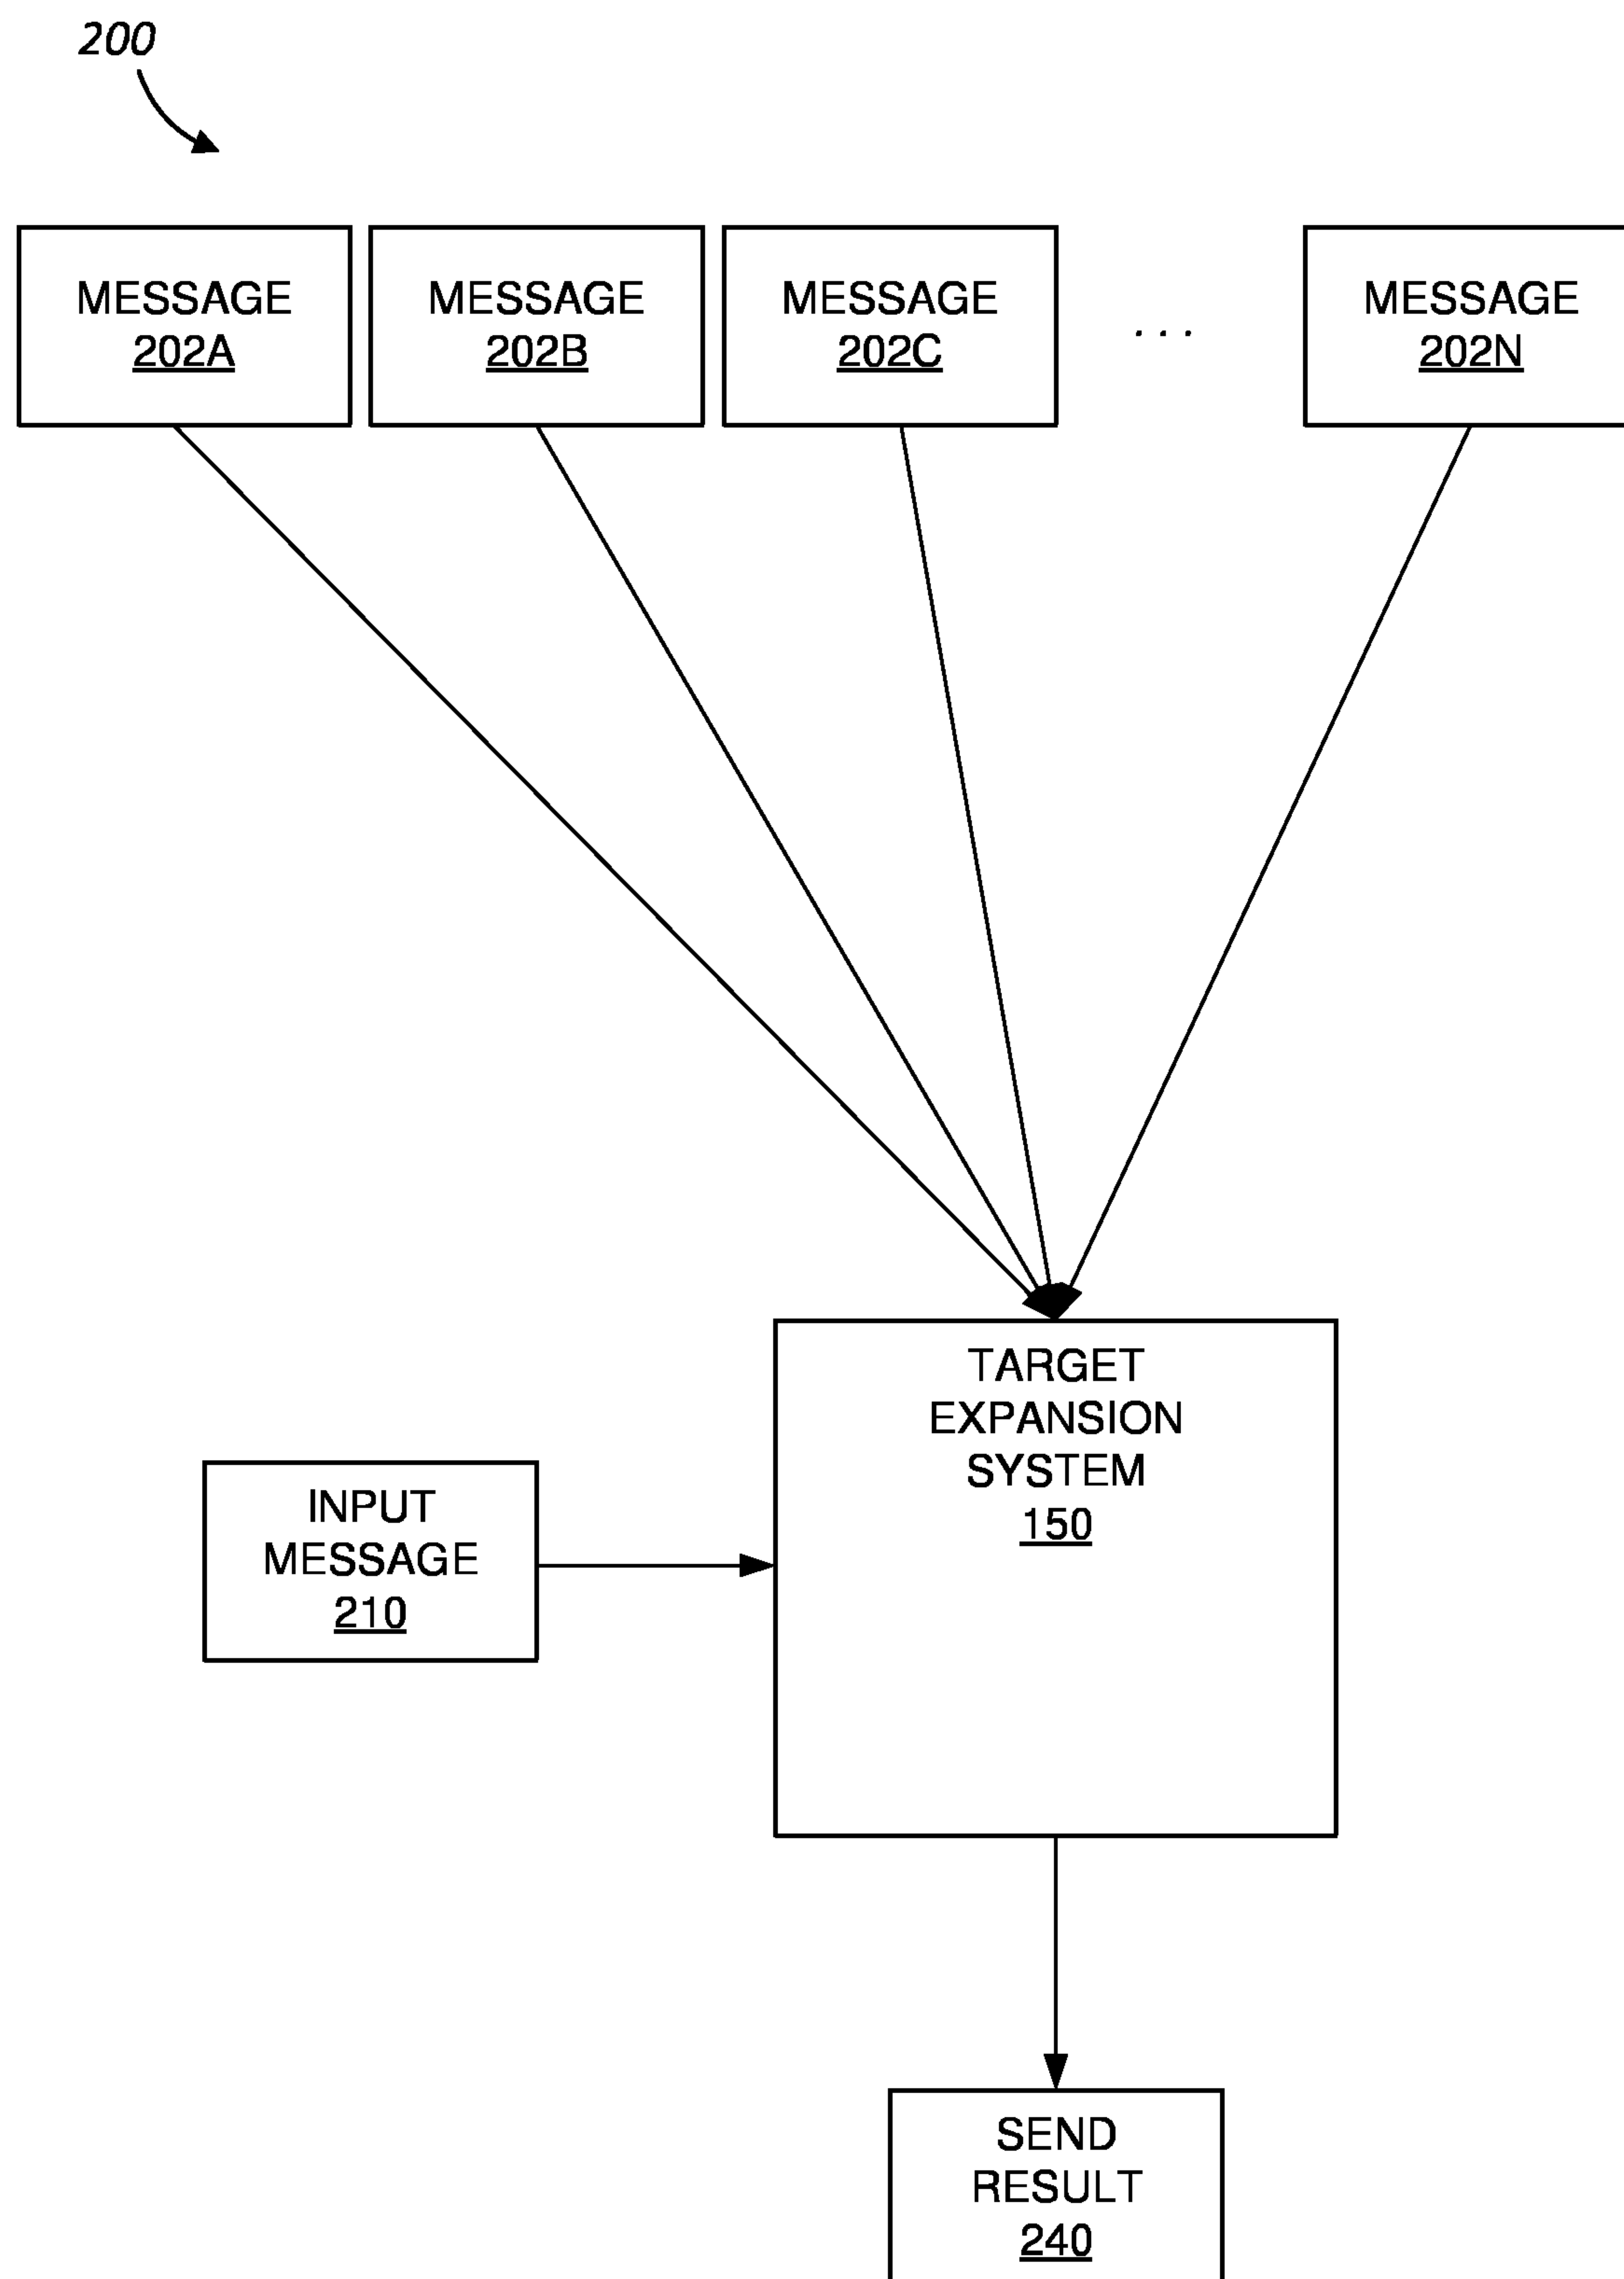 200
MESSAGE
202A
MESSAGE
202B
MESSAGE
202C
. . .
MESSAGE
202N
TARGET
EXPANSION
SYSTEM
150
INPUT
MESSAGE
210
SEND
RESULT
240